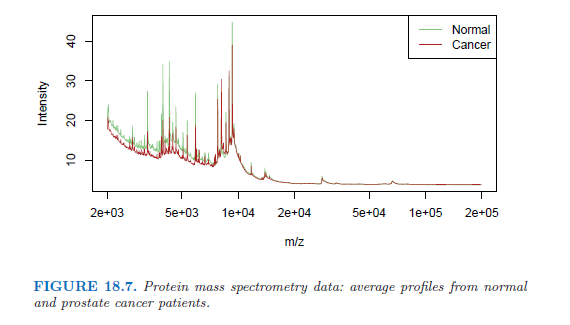 Normal
Cancer
Intensity
40
30
20
10
2e+03 5e+03 1e+04 2e+04 5e+04 1e+05 2e+05
m/z
FIGURE 18.7. Protein mass spectrometry data: average profiles from normal
and prostate cancer patients.